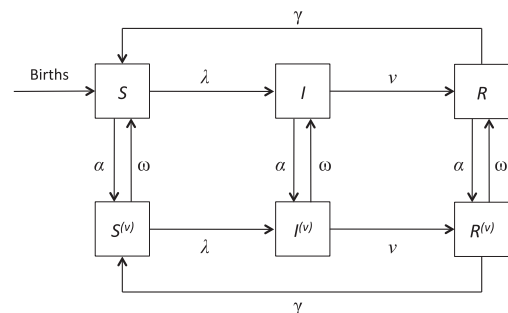 γ
Births S λ I ν R
α ω α ω α ω
S(v) λ I(v) ν R(v)
γ